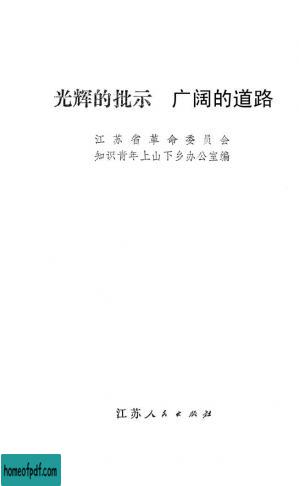 光辉的批示 广阔的道路
江苏省革命委员会
知识青年上山下乡办公室编
江苏人民出版社
homeofpdf.com